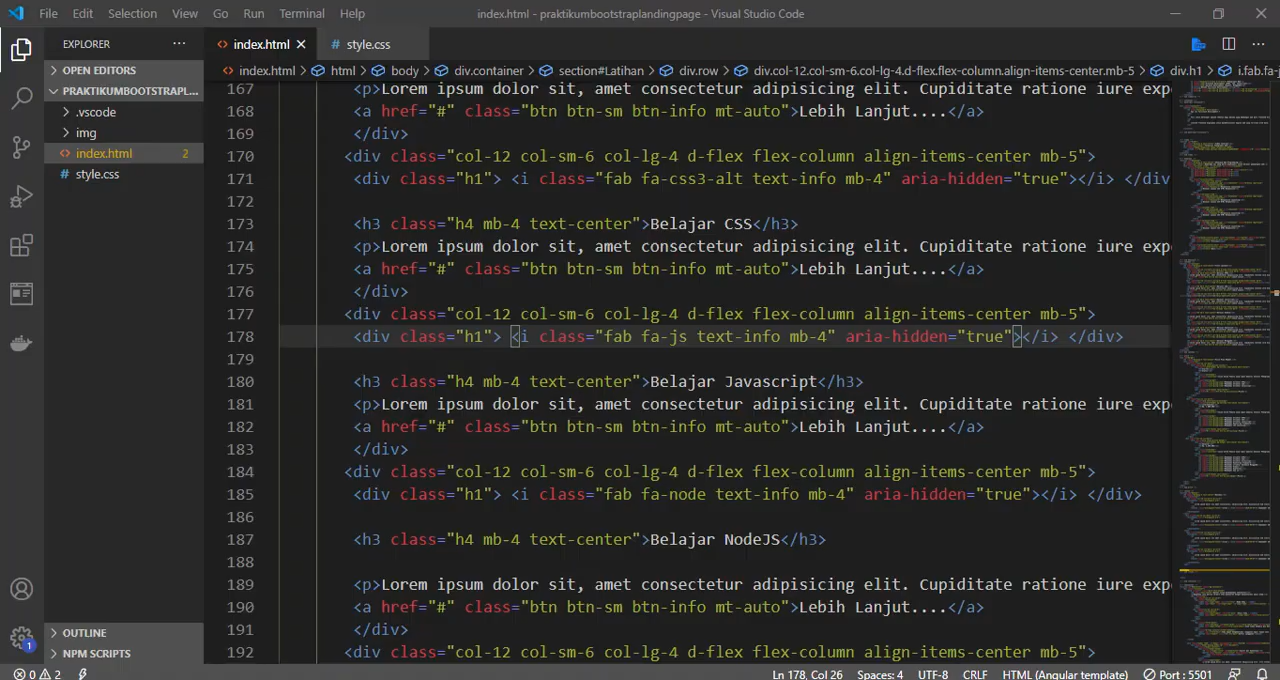 File Edit Selection View Go Run Terminal Help index.html - praktikumbootstraplandingpage - Visual Studio Code
EXPLORER
OPEN EDITORS
PRAKTIKUMBOOTSTRAPL...
.vscode
img
index.html 2
style.css
OUTLINE
NPM SCRIPTS
1
index.html style.css
index.html html body div.container section#Latihan div.row div.col-12.col-sm-6.col-lg-4.d-flex.flex-column.align-items-center.mb-5 div.h1 i.fab.fa-j
167 <p>Lorem ipsum dolor sit, amet consectetur adipisicing elit. Cupiditate ratione iure expe
168 <a href="#" class="btn btn-sm btn-info mt-auto">Lebih Lanjut....</a>
169 </div>
170 <div class="col-12 col-sm-6 col-lg-4 d-flex flex-column align-items-center mb-5">
171 <div class="h1"> <i class="fab fa-css3-alt text-info mb-4" aria-hidden="true"></i> </div
172
173 <h3 class="h4 mb-4 text-center">Belajar CSS</h3>
174 <p>Lorem ipsum dolor sit, amet consectetur adipisicing elit. Cupiditate ratione iure expe
175 <a href="#" class="btn btn-sm btn-info mt-auto">Lebih Lanjut....</a>
176 </div>
177 <div class="col-12 col-sm-6 col-lg-4 d-flex flex-column align-items-center mb-5">
178 <div class="h1"> <i class="fab fa-js text-info mb-4" aria-hidden="true"></i> </div>
179
180 <h3 class="h4 mb-4 text-center">Belajar Javascript</h3>
181 <p>Lorem ipsum dolor sit, amet consectetur adipisicing elit. Cupiditate ratione iure expe
182 <a href="#" class="btn btn-sm btn-info mt-auto">Lebih Lanjut....</a>
183 </div>
184 <div class="col-12 col-sm-6 col-lg-4 d-flex flex-column align-items-center mb-5">
185 <div class="h1"> <i class="fab fa-node text-info mb-4" aria-hidden="true"></i> </div>
186
187 <h3 class="h4 mb-4 text-center">Belajar NodeJS</h3>
188
189 <p>Lorem ipsum dolor sit, amet consectetur adipisicing elit. Cupiditate ratione iure expe
190 <a href="#" class="btn btn-sm btn-info mt-auto">Lebih Lanjut....</a>
191 </div>
192 <div class="col-12 col-sm-6 col-lg-4 d-flex flex-column align-items-center mb-5">
0 2 Ln 178, Col 26 Spaces: 4 UTF-8 CRLF HTML (Angular template) Port : 5501